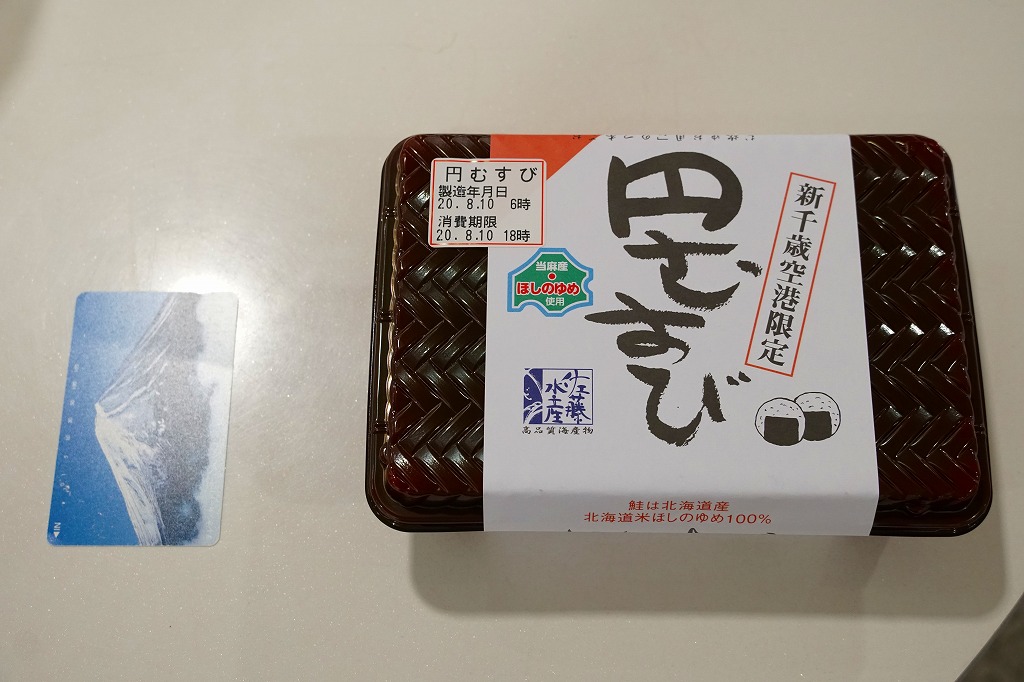 円むすび
製造年月日
20. 8.10 6時
消費期限
20. 8.10 18時
新千歳空港限定
円むすび
当麻産
ほしのゆめ
使用
佐藤水産
高品質海産物
鮭は北海道産
北海道米ほしのゆめ100%
IN